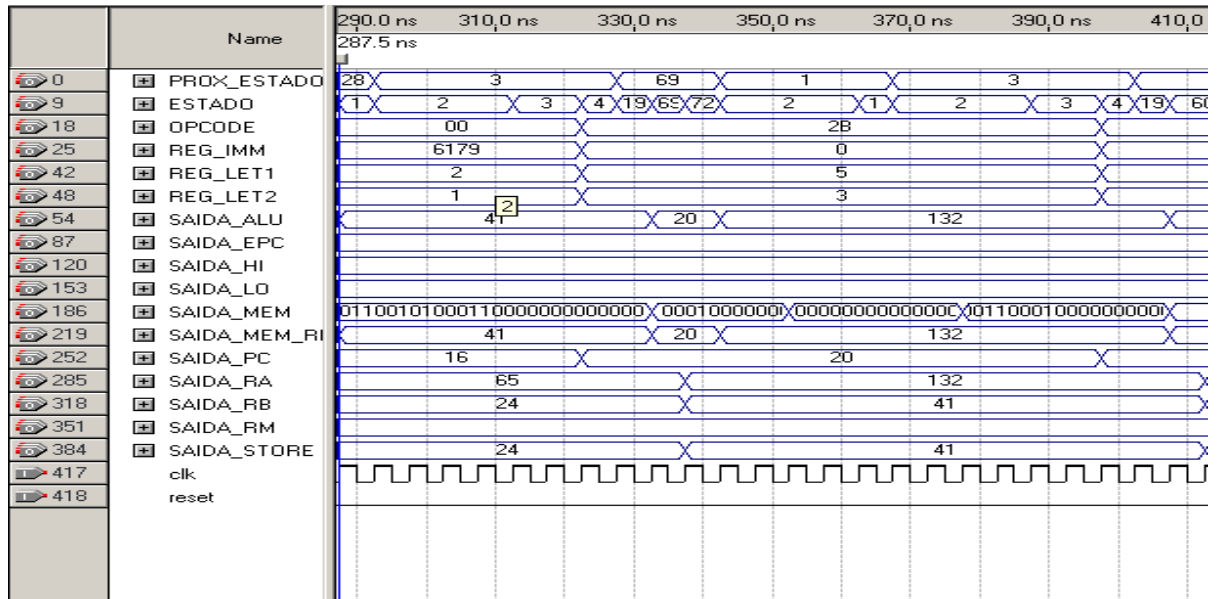 290.0 ns 310.0 ns 330.0 ns 350.0 ns 370.0 ns 390.0 ns 410.0
Name 287.5 ns
0 PROX_ESTADO 28 3 69 1 3
9 ESTADO 1 2 3 4 19 69 72 2 1 2 3 4 19 60
18 OPCODE 00 2B
25 REG_IMM 6179 0
42 REG_LET1 2 5
48 REG_LET2 1 3
2
54 SAIDA_ALU 41 20 132
87 SAIDA_EPC
120 SAIDA_HI
153 SAIDA_LO
186 SAIDA_MEM
219 SAIDA_MEM_RI 41 20 132
252 SAIDA_PC 16 20
285 SAIDA_RA 65 132
318 SAIDA_RB 24 41
351 SAIDA_RM
384 SAIDA_STORE 24 41
417 clk
418 reset